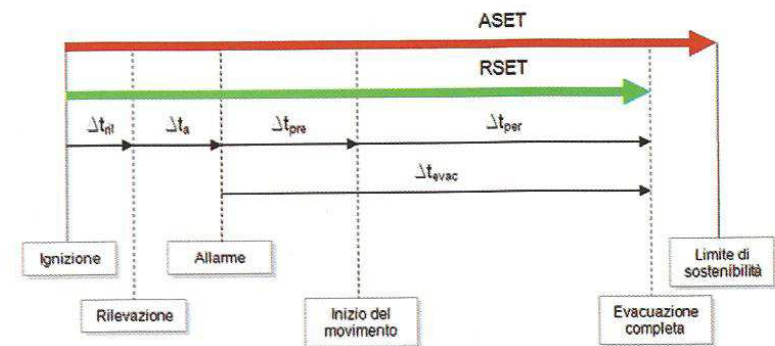 ASET
RSET
Δt_ril Δt_a Δt_pre Δt_per
Δt_evac
Ignizione
Allarme
Limite di
sostenibilità
Rilevazione
Inizio del
movimento
Evacuazione
completa